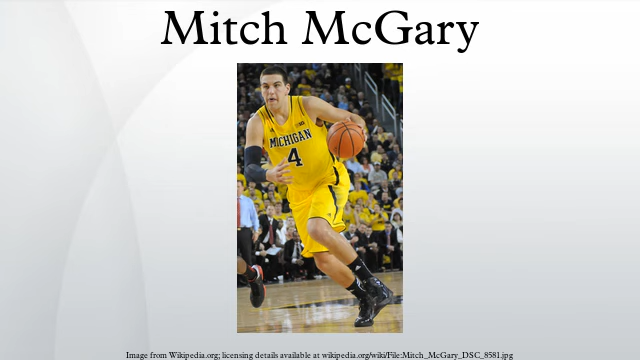 Mitch McGary
MICHIGAN
4
Image from Wikipedia.org; licensing details available at wikipedia.org/wiki/File:Mitch_McGary_DSC_8581.jpg